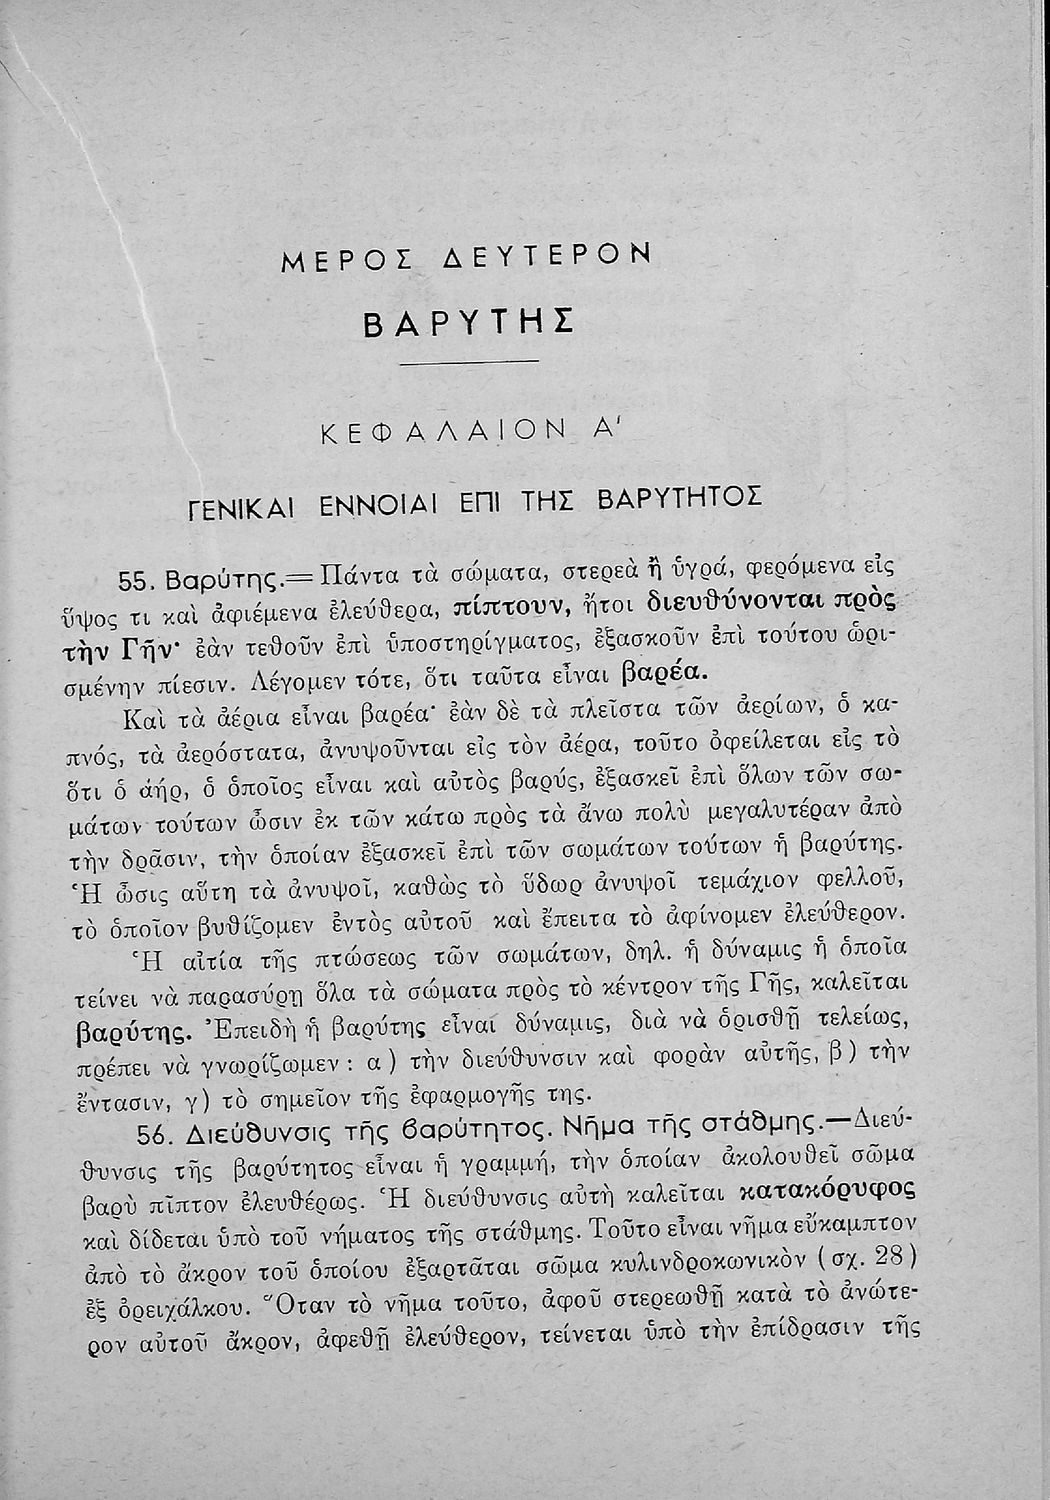 ΜΕΡΟΣ ΔΕΥΤΕΡΟΝ
ΒΑΡΥΤΗΣ
ΚΕΦΑΛΑΙΟΝ Α'
ΓΕΝΙΚΑΙ ΕΝΝΟΙΑΙ ΕΠΙ ΤΗΣ ΒΑΡΥΤΗΤΟΣ
55. Βαρύτης.— Πάντα τὰ σώματα, στερεὰ ἢ ὑγρά, φερόμενα εἰς
ὕψος τι καὶ ἀφιέμενα ἐλεύθερα, πίπτουν, ἤτοι διευθύνονται πρὸς
τὴν Γῆν· ἐὰν τεθοῦν ἐπὶ ὑποστηρίγματος, ἐξασκοῦν ἐπὶ τούτου ὡρι-
σμένην πίεσιν. Λέγομεν τότε, ὅτι ταῦτα εἶναι βαρέα.
Καὶ τὰ ἀέρια εἶναι βαρέα· ἐὰν δὲ τὰ πλεῖστα τῶν ἀερίων, ὁ κα-
πνός, τὰ ἀερόστατα, ἀνυψοῦνται εἰς τὸν ἀέρα, τοῦτο ὀφείλεται εἰς τὸ
ὅτι ὁ ἀήρ, ὁ ὁποῖος εἶναι καὶ αὐτὸς βαρύς, ἐξασκεῖ ἐπὶ ὅλων τῶν σω-
μάτων τούτων ὦσιν ἐκ τῶν κάτω πρὸς τὰ ἄνω πολὺ μεγαλυτέραν ἀπὸ
τὴν δρᾶσιν, τὴν ὁποίαν ἐξασκεῖ ἐπὶ τῶν σωμάτων τούτων ἡ βαρύτης.
Ἡ ὦσις αὕτη τὰ ἀνυψοῖ, καθὼς τὸ ὕδωρ ἀνυψοῖ τεμάχιον φελλοῦ,
τὸ ὁποῖον βυθίζομεν ἐντὸς αὐτοῦ καὶ ἔπειτα τὸ ἀφίνομεν ἐλεύθερον.
Ἡ αἰτία τῆς πτώσεως τῶν σωμάτων, δηλ. ἡ δύναμις ἡ ὁποία
τείνει νὰ παρασύρῃ ὅλα τὰ σώματα πρὸς τὸ κέντρον τῆς Γῆς, καλεῖται
βαρύτης. Ἐπειδὴ ἡ βαρύτης εἶναι δύναμις, διὰ νὰ ὁρισθῇ τελείως,
πρέπει νὰ γνωρίζωμεν : α) τὴν διεύθυνσιν καὶ φορὰν αὐτῆς, β) τὴν
ἔντασιν, γ) τὸ σημεῖον τῆς ἐφαρμογῆς της.
56. Διεύθυνσις τῆς βαρύτητος. Νῆμα τῆς στάθμης.—Διεύ-
θυνσις τῆς βαρύτητος εἶναι ἡ γραμμή, τὴν ὁποίαν ἀκολουθεῖ σῶμα
βαρὺ πῖπτον ἐλευθέρως. Ἡ διεύθυνσις αὐτὴ καλεῖται κατακόρυφος
καὶ δίδεται ὑπὸ τοῦ νήματος τῆς στάθμης. Τοῦτο εἶναι νῆμα εὔκαμπτον
ἀπὸ τὸ ἄκρον τοῦ ὁποίου ἐξαρτᾶται σῶμα κυλινδροκωνικὸν (σχ. 28)
ἐξ ὀρειχάλκου. Ὅταν τὸ νῆμα τοῦτο, ἀφοῦ στερεωθῇ κατὰ τὸ ἀνώτε-
ρον αὐτοῦ ἄκρον, ἀφεθῇ ἐλεύθερον, τείνεται ὑπὸ τὴν ἐπίδρασιν τῆς